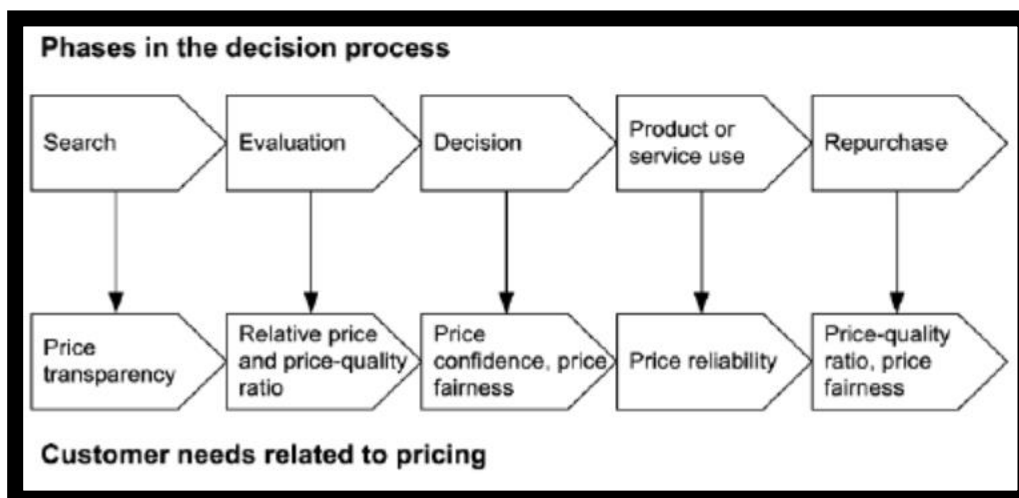 Phases in the decision process
Search
Evaluation
Decision
Product or
service use
Repurchase
Price
transparency
Relative price
and price-quality
ratio
Price
confidence, price
fairness
Price reliability
Price-quality
ratio, price
fairness
Customer needs related to pricing